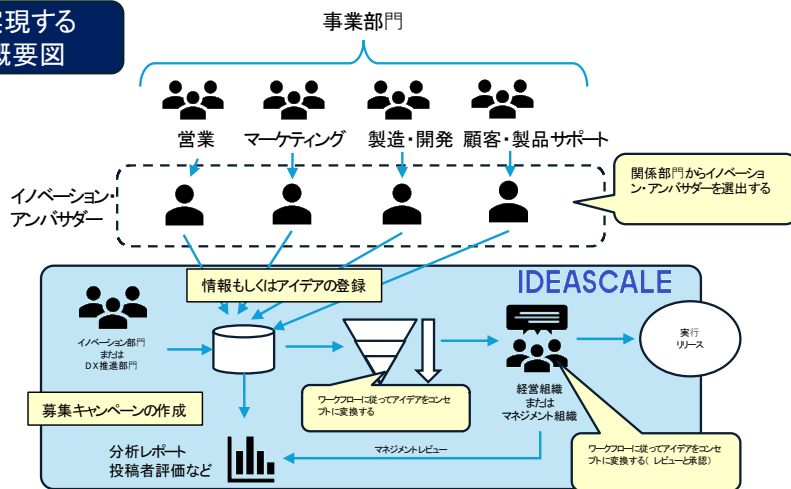 実現する
概要図
事業部門
営業
マーケティング
製造・開発
顧客・製品サポート
イノベーション・
アンバサダー
関係部門からイノベーショ
ン・アンバサダーを選出する
情報もしくはアイデアの登録
IDEASCALE
イノベーション部門
または
DX推進部門
実行
リリース
募集キャンペーンの作成
ワークフローに従ってアイデアをコンセ
プトに変換する
経営組織
または
マネジメント組織
分析レポート
投稿者評価など
マネジメントレビュー
ワークフローに従ってアイデアをコンセ
プトに変換する( レビューと承認)